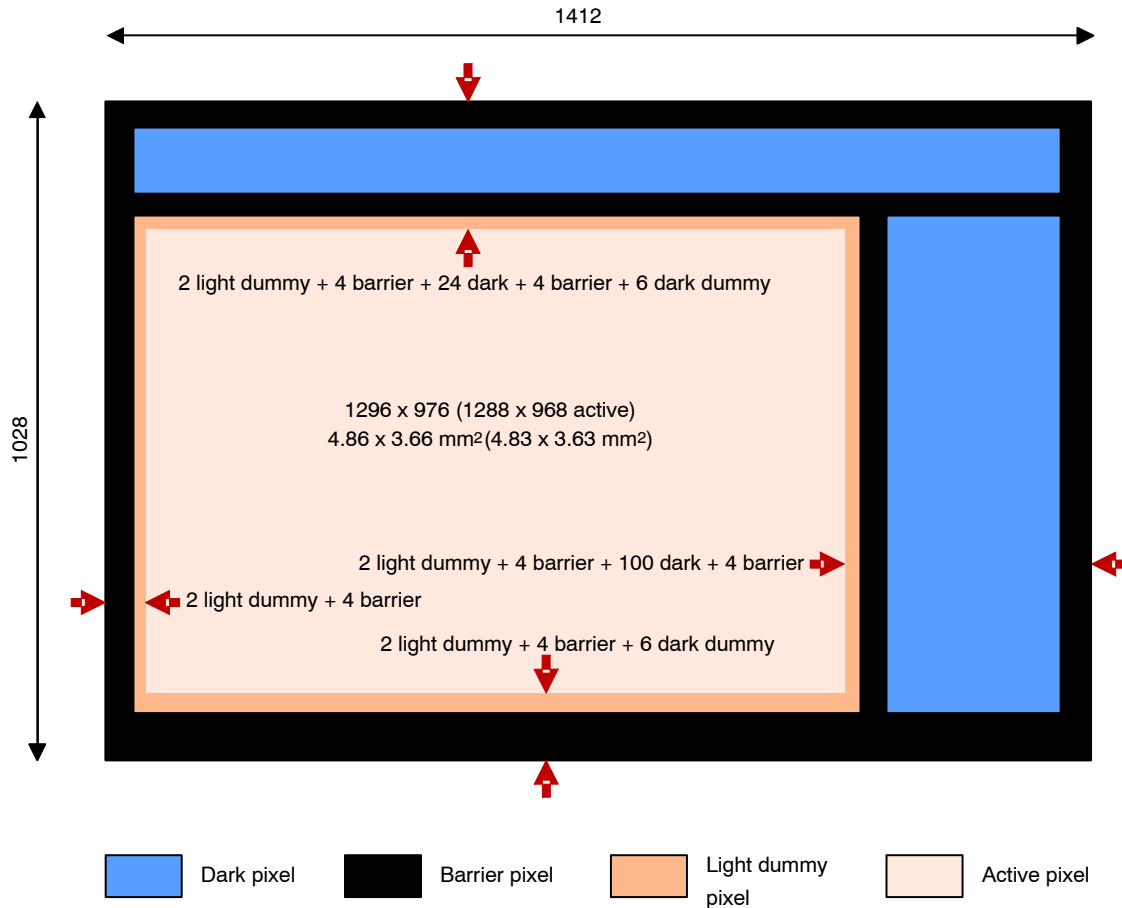 1412
1028
2 light dummy + 4 barrier + 24 dark + 4 barrier + 6 dark dummy
1296 x 976 (1288 x 968 active)
4.86 x 3.66 mm² (4.83 x 3.63 mm²)
2 light dummy + 4 barrier + 100 dark + 4 barrier
2 light dummy + 4 barrier
2 light dummy + 4 barrier + 6 dark dummy
Dark pixel
Barrier pixel
Light dummy
pixel
Active pixel